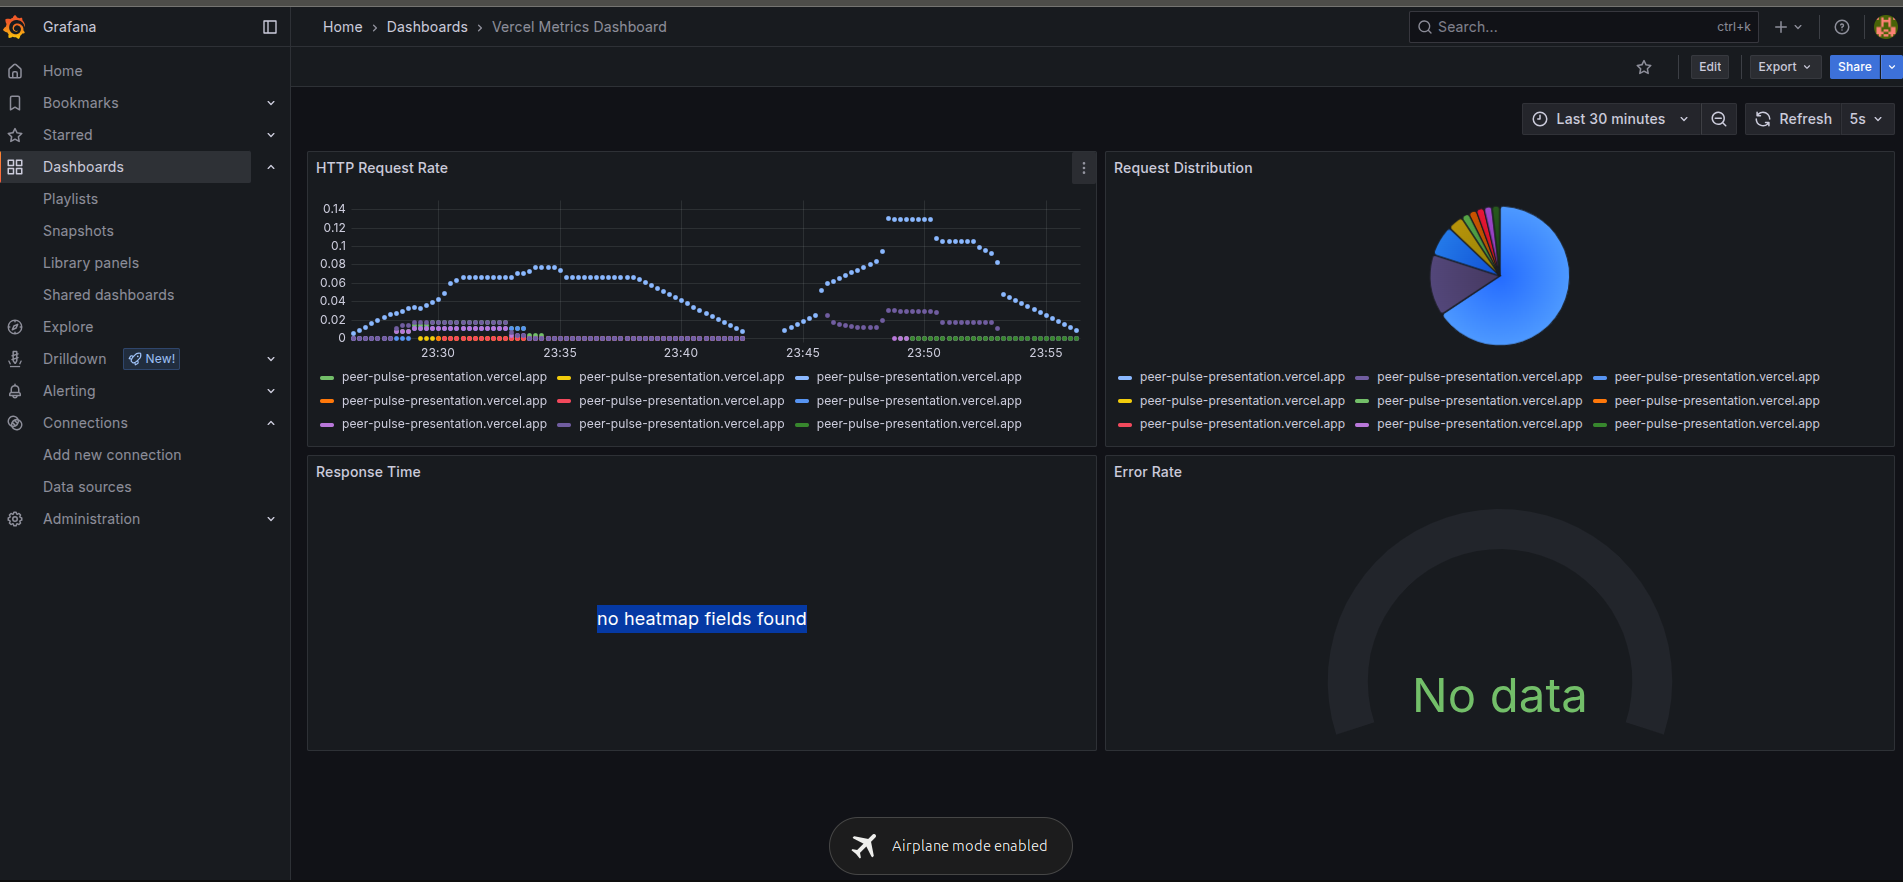 Grafana
Home › Dashboards › Vercel Metrics Dashboard
Search...
ctrl+k
Home
Bookmarks
Starred
Dashboards
Playlists
Snapshots
Library panels
Shared dashboards
Explore
Drilldown New!
Alerting
Connections
Add new connection
Data sources
Administration
Edit
Export
Share
Last 30 minutes
Refresh
5s
HTTP Request Rate
0.14
0.12
0.1
0.08
0.06
0.04
0.02
0
23:30 23:35 23:40 23:45 23:50 23:55
peer-pulse-presentation.vercel.app peer-pulse-presentation.vercel.app peer-pulse-presentation.vercel.app
peer-pulse-presentation.vercel.app peer-pulse-presentation.vercel.app peer-pulse-presentation.vercel.app
peer-pulse-presentation.vercel.app peer-pulse-presentation.vercel.app peer-pulse-presentation.vercel.app
Request Distribution
peer-pulse-presentation.vercel.app peer-pulse-presentation.vercel.app peer-pulse-presentation.vercel.app
peer-pulse-presentation.vercel.app peer-pulse-presentation.vercel.app peer-pulse-presentation.vercel.app
peer-pulse-presentation.vercel.app peer-pulse-presentation.vercel.app peer-pulse-presentation.vercel.app
Response Time
no heatmap fields found
Error Rate
No data
Airplane mode enabled